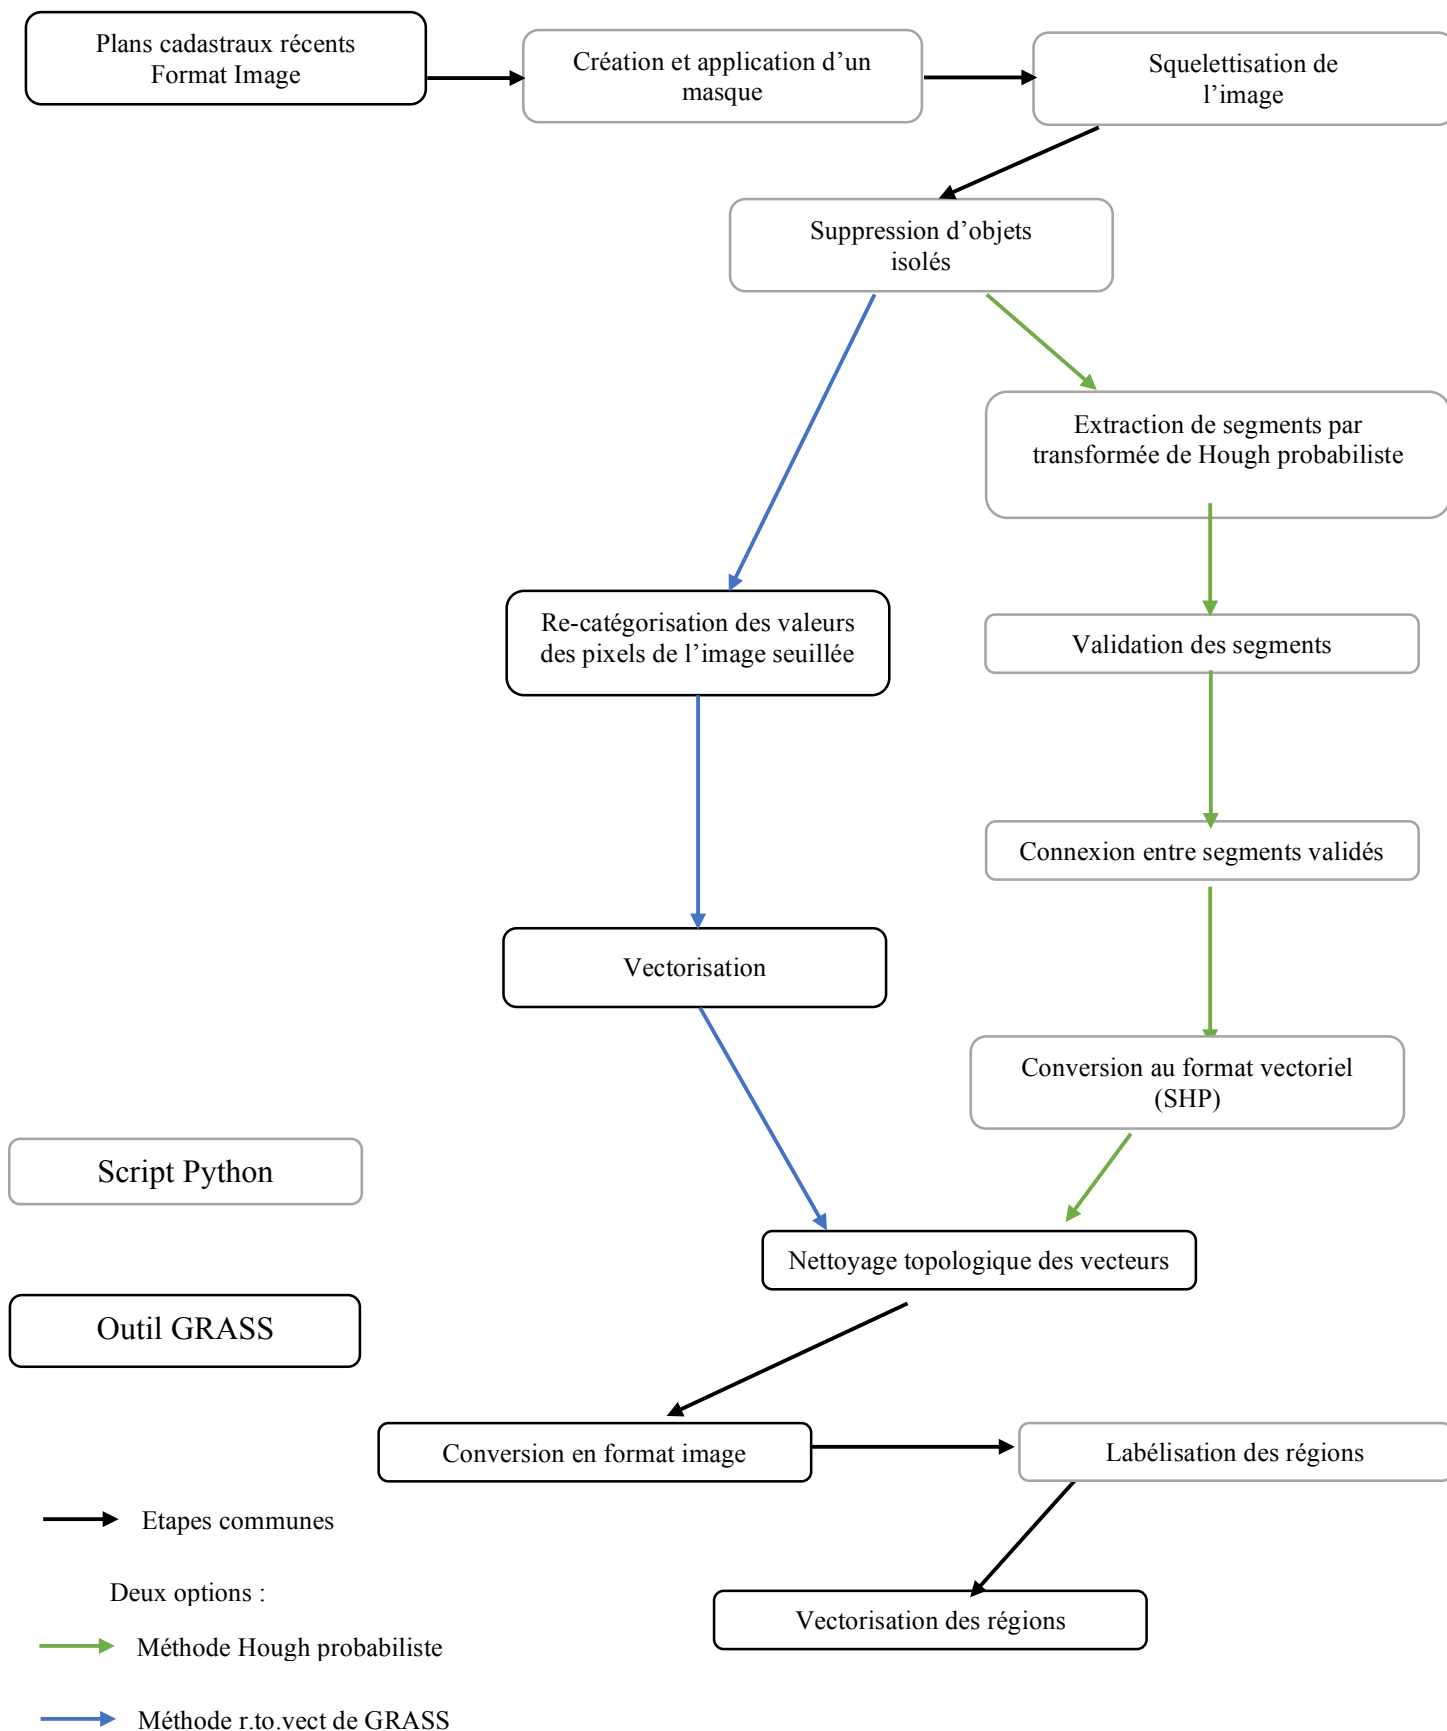 Plans cadastraux récents
Format Image
Création et application d’un
masque
Squelettisation de
l’image
Suppression d’objets
isolés
Extraction de segments par
transformée de Hough probabiliste
Re-catégorisation des valeurs
des pixels de l’image seuillée
Validation des segments
Connexion entre segments validés
Vectorisation
Conversion au format vectoriel
(SHP)
Script Python
Nettoyage topologique des vecteurs
Outil GRASS
Conversion en format image
Labélisation des régions
Etapes communes
Deux options :
Vectorisation des régions
Méthode Hough probabiliste
Méthode r.to.vect de GRASS